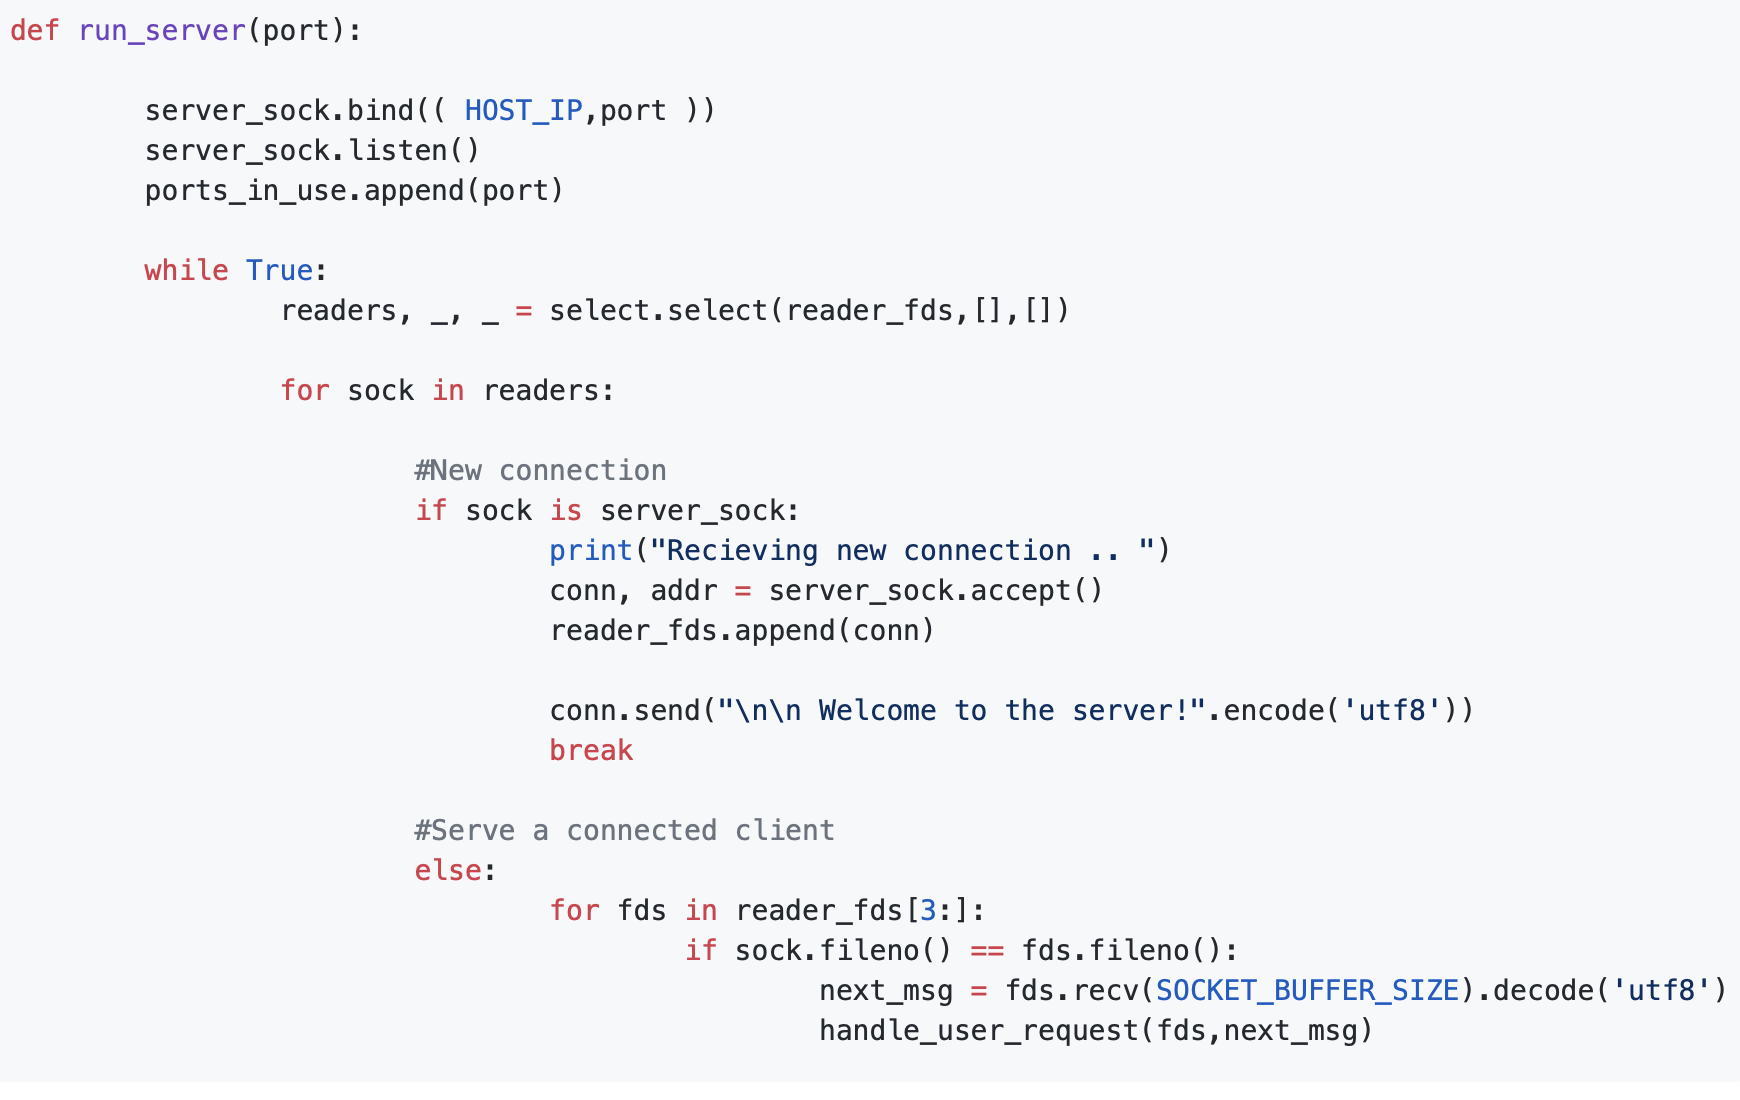 def run_server(port):
server_sock.bind(( HOST_IP,port ))
server_sock.listen()
ports_in_use.append(port)
while True:
readers, _, _ = select.select(reader_fds,[],[])
for sock in readers:
#New connection
if sock is server_sock:
print("Recieving new connection .. ")
conn, addr = server_sock.accept()
reader_fds.append(conn)
conn.send("\n\n Welcome to the server!".encode('utf8'))
break
#Serve a connected client
else:
for fds in reader_fds[3:]:
if sock.fileno() == fds.fileno():
next_msg = fds.recv(SOCKET_BUFFER_SIZE).decode('utf8')
handle_user_request(fds,next_msg)